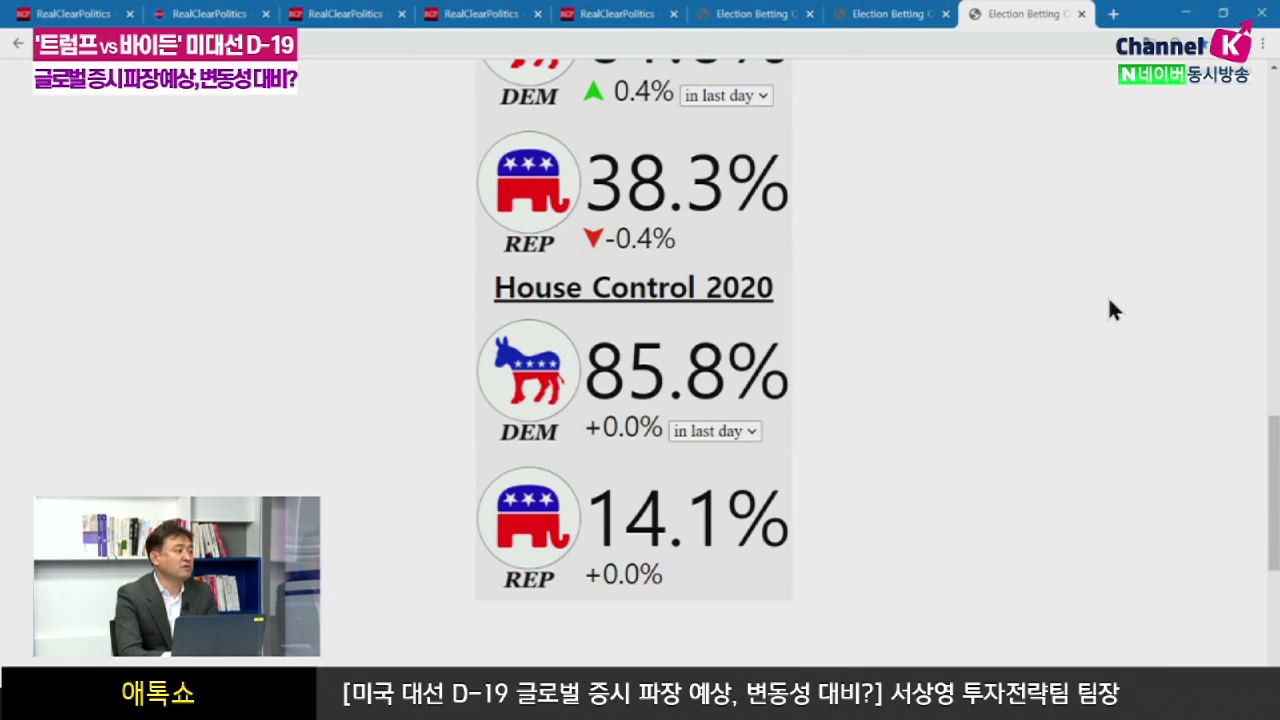 RealClearPolitics
RealClearPolitics
RealClearPolitics
RealClearPolitics
RealClearPolitics
Election Betting O
Election Betting O
Election Betting O
'트럼프 vs 바이든' 미대선 D-19
글로벌 증시 파장 예상, 변동성 대비?
Channel K
N 네이버 동시방송
DEM
0.4% in last day
38.3%
REP
-0.4%
House Control 2020
85.8%
DEM
+0.0% in last day
14.1%
REP
+0.0%
애톡쇼
[미국 대선 D-19 글로벌 증시 파장 예상, 변동성 대비?] 서상영 투자전략팀 팀장